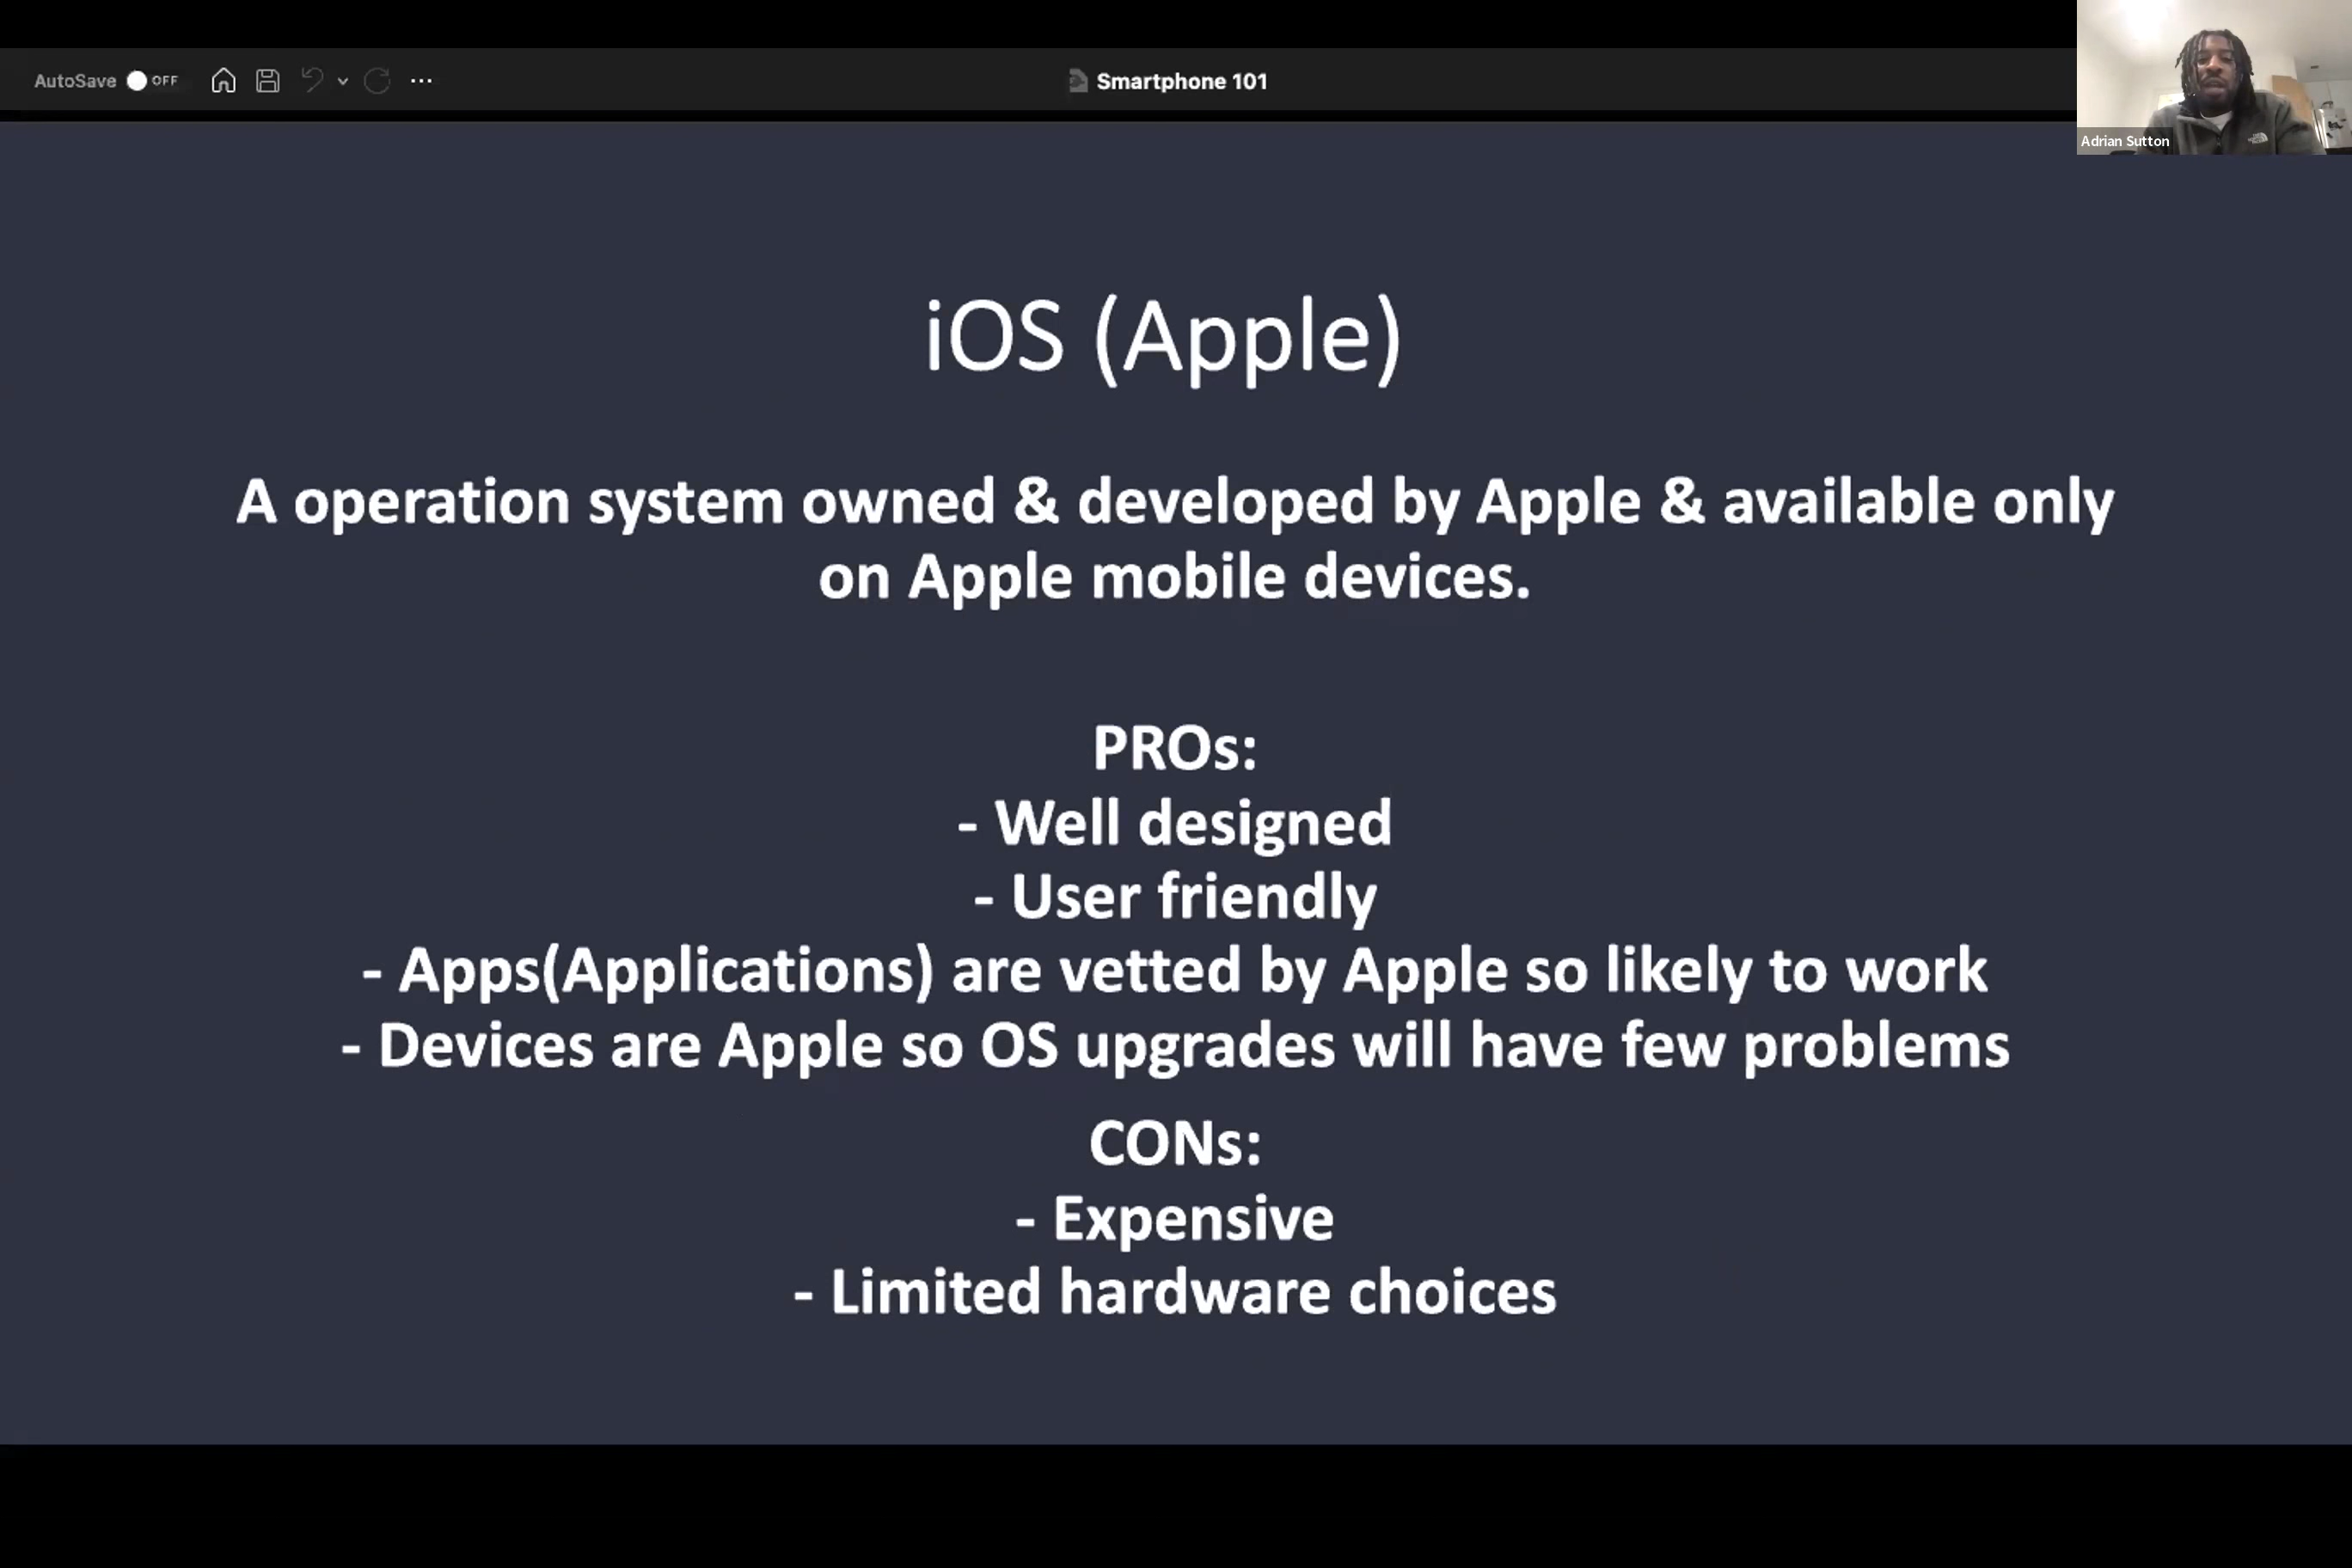 AutoSave OFF
Smartphone 101
Adrian Sutton
iOS (Apple)
A operation system owned & developed by Apple & available only
on Apple mobile devices.
PROs:
- Well designed
- User friendly
- Apps(Applications) are vetted by Apple so likely to work
- Devices are Apple so OS upgrades will have few problems
CONs:
- Expensive
- Limited hardware choices